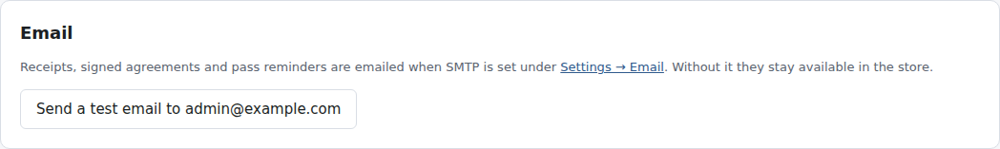 Email
Receipts, signed agreements and pass reminders are emailed when SMTP is set under Settings → Email. Without it they stay available in the store.
Send a test email to admin@example.com